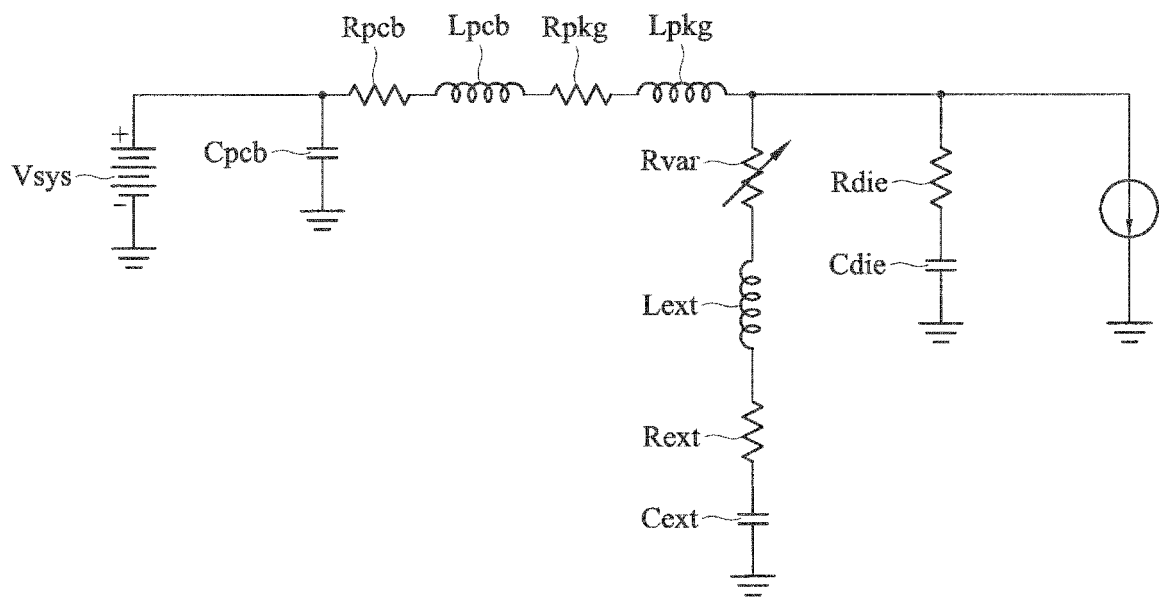 Rpcb Lpcb Rpkg Lpkg
+
Vsys
−
Cpcb
Rvar
Rdie
Cdie
Lext
Rext
Cext